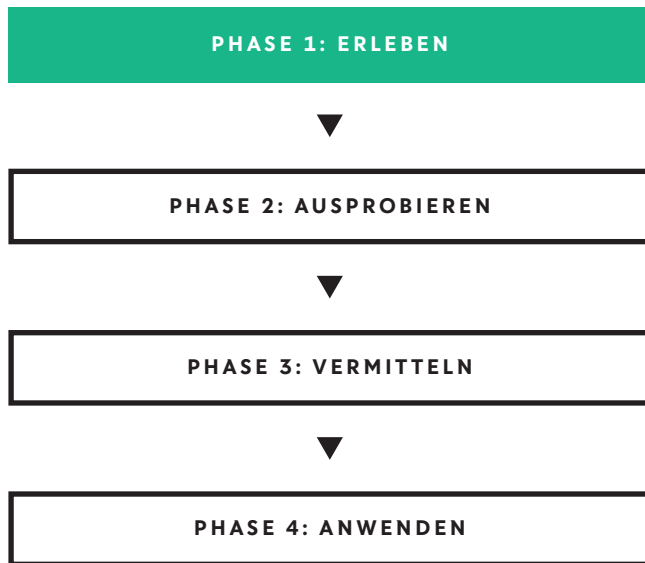 PHASE 1: ERLEBEN
PHASE 2: AUSPROBIEREN
PHASE 3: VERMITTELN
PHASE 4: ANWENDEN